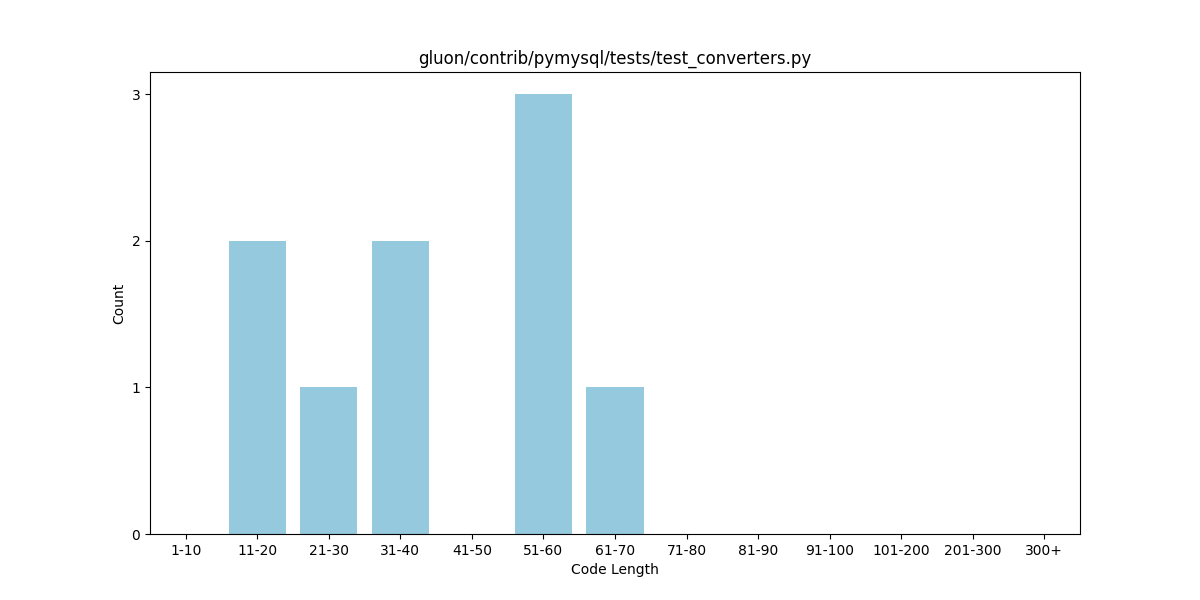 gluon/contrib/pymysql/tests/test_converters.py
3
2
1
0
Count
1-10 11-20 21-30 31-40 41-50 51-60 61-70 71-80 81-90 91-100 101-200 201-300 300+
Code Length